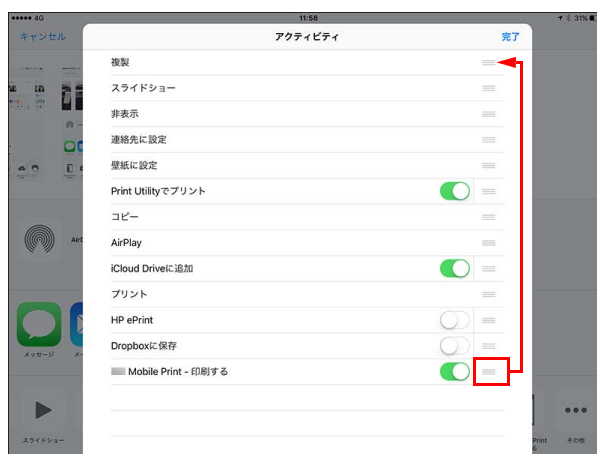 4G 11:58 31%
キャンセル
アクティビティ
完了
複製
スライドショー
非表示
連絡先に設定
壁紙に設定
Print Utilityでプリント
コピー
AirPlay
iCloud Driveに追加
プリント
HP ePrint
Dropboxに保存
Mobile Print - 印刷する
メッセージ
スライドショー
Print
その他